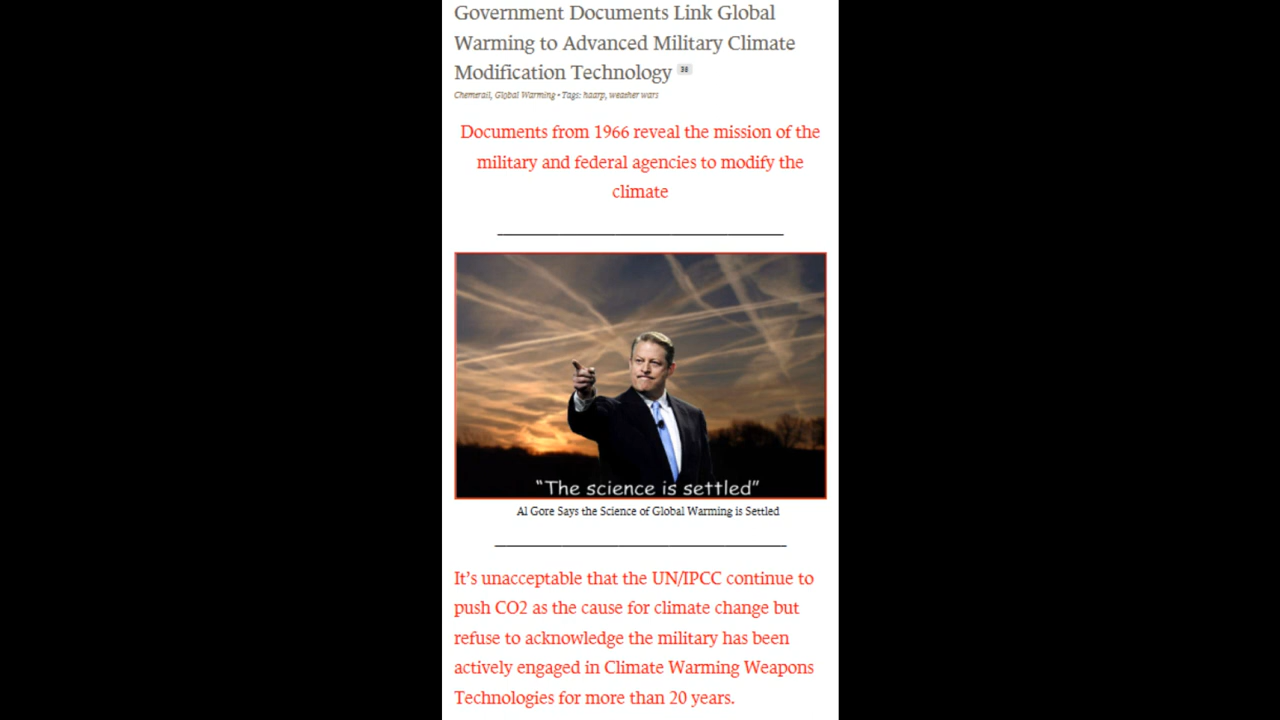 Government Documents Link Global
Warming to Advanced Military Climate
Modification Technology 38
Chemerail, Global Warming • Tags: haarp, weather wars
Documents from 1966 reveal the mission of the
military and federal agencies to modify the
climate
“The science is settled”
Al Gore Says the Science of Global Warming is Settled
It’s unacceptable that the UN/IPCC continue to
push CO2 as the cause for climate change but
refuse to acknowledge the military has been
actively engaged in Climate Warming Weapons
Technologies for more than 20 years.